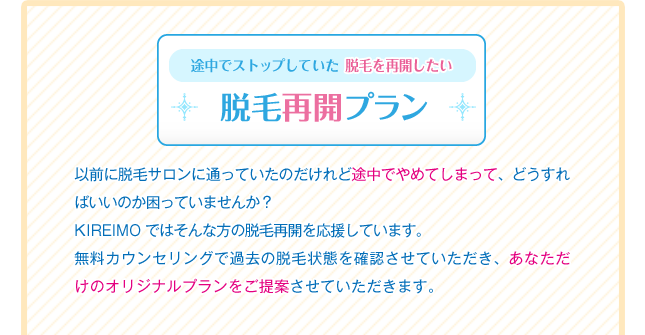 途中でストップしていた 脱毛を再開したい
脱毛再開プラン
以前に脱毛サロンに通っていたのだけれど途中でやめてしまって、どうすれ
ばいいのか困っていませんか？
KIREIMO ではそんな方の脱毛再開を応援しています。
無料カウンセリングで過去の脱毛状態を確認させていただき、あなただ
けのオリジナルプランをご提案させていただきます。